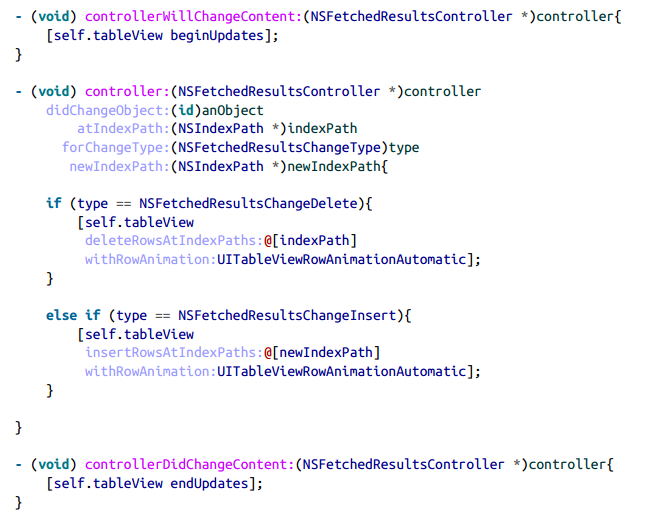 - (void) controllerWillChangeContent:(NSFetchedResultsController *)controller{
    [self.tableView beginUpdates];
}

- (void) controller:(NSFetchedResultsController *)controller
    didChangeObject:(id)anObject
        atIndexPath:(NSIndexPath *)indexPath
      forChangeType:(NSFetchedResultsChangeType)type
       newIndexPath:(NSIndexPath *)newIndexPath{

    if (type == NSFetchedResultsChangeDelete){
        [self.tableView
         deleteRowsAtIndexPaths:@[indexPath]
         withRowAnimation:UITableViewRowAnimationAutomatic];
    }

    else if (type == NSFetchedResultsChangeInsert){
        [self.tableView
         insertRowsAtIndexPaths:@[newIndexPath]
         withRowAnimation:UITableViewRowAnimationAutomatic];
    }

}

- (void) controllerDidChangeContent:(NSFetchedResultsController *)controller{
    [self.tableView endUpdates];
}